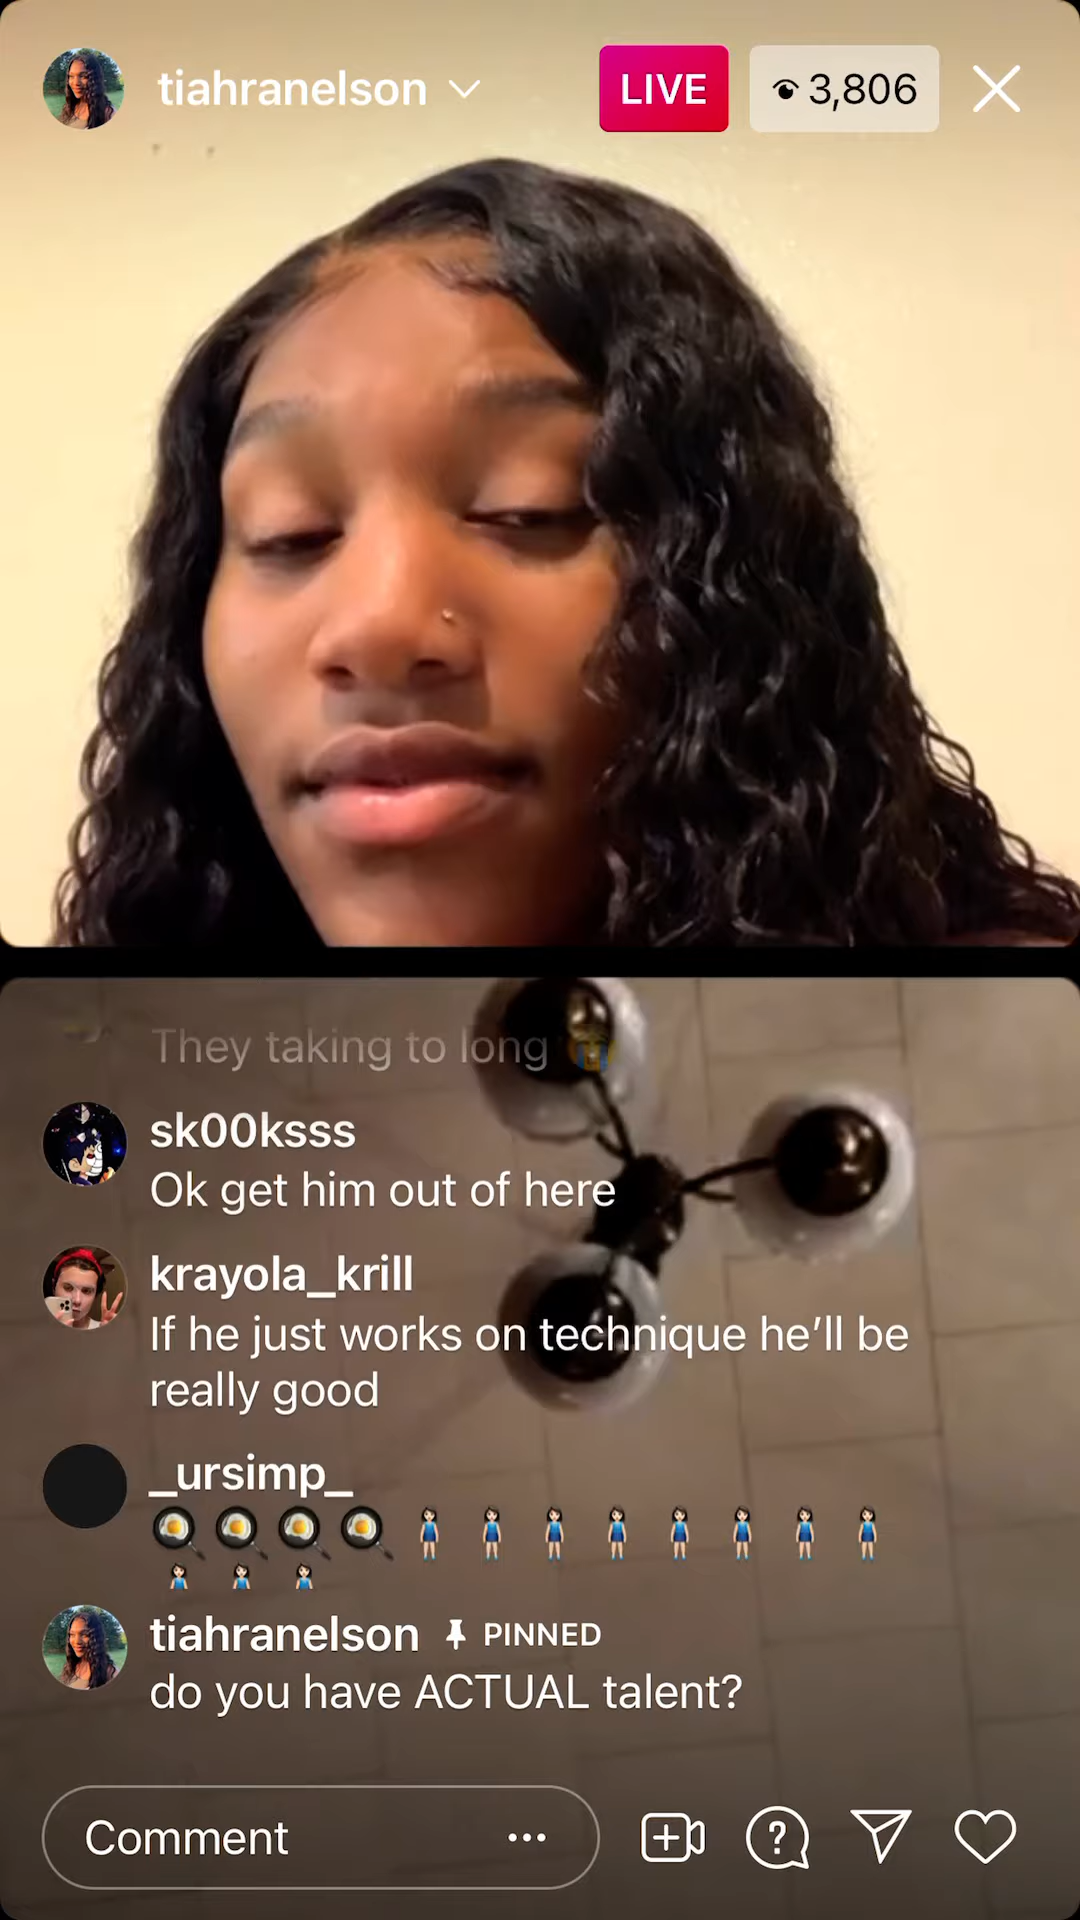 tiahranelson
LIVE
3,806
They taking to long 😭
sk00ksss
Ok get him out of here
krayola_krill
If he just works on technique he’ll be
really good
_ursimp_
🍳🍳🍳🍳🧍🏻‍♀️🧍🏻‍♀️🧍🏻‍♀️🧍🏻‍♀️🧍🏻‍♀️🧍🏻‍♀️🧍🏻‍♀️🧍🏻‍♀️
🧍🏻‍♀️🧍🏻‍♀️🧍🏻‍♀️
tiahranelson PINNED
do you have ACTUAL talent?
Comment